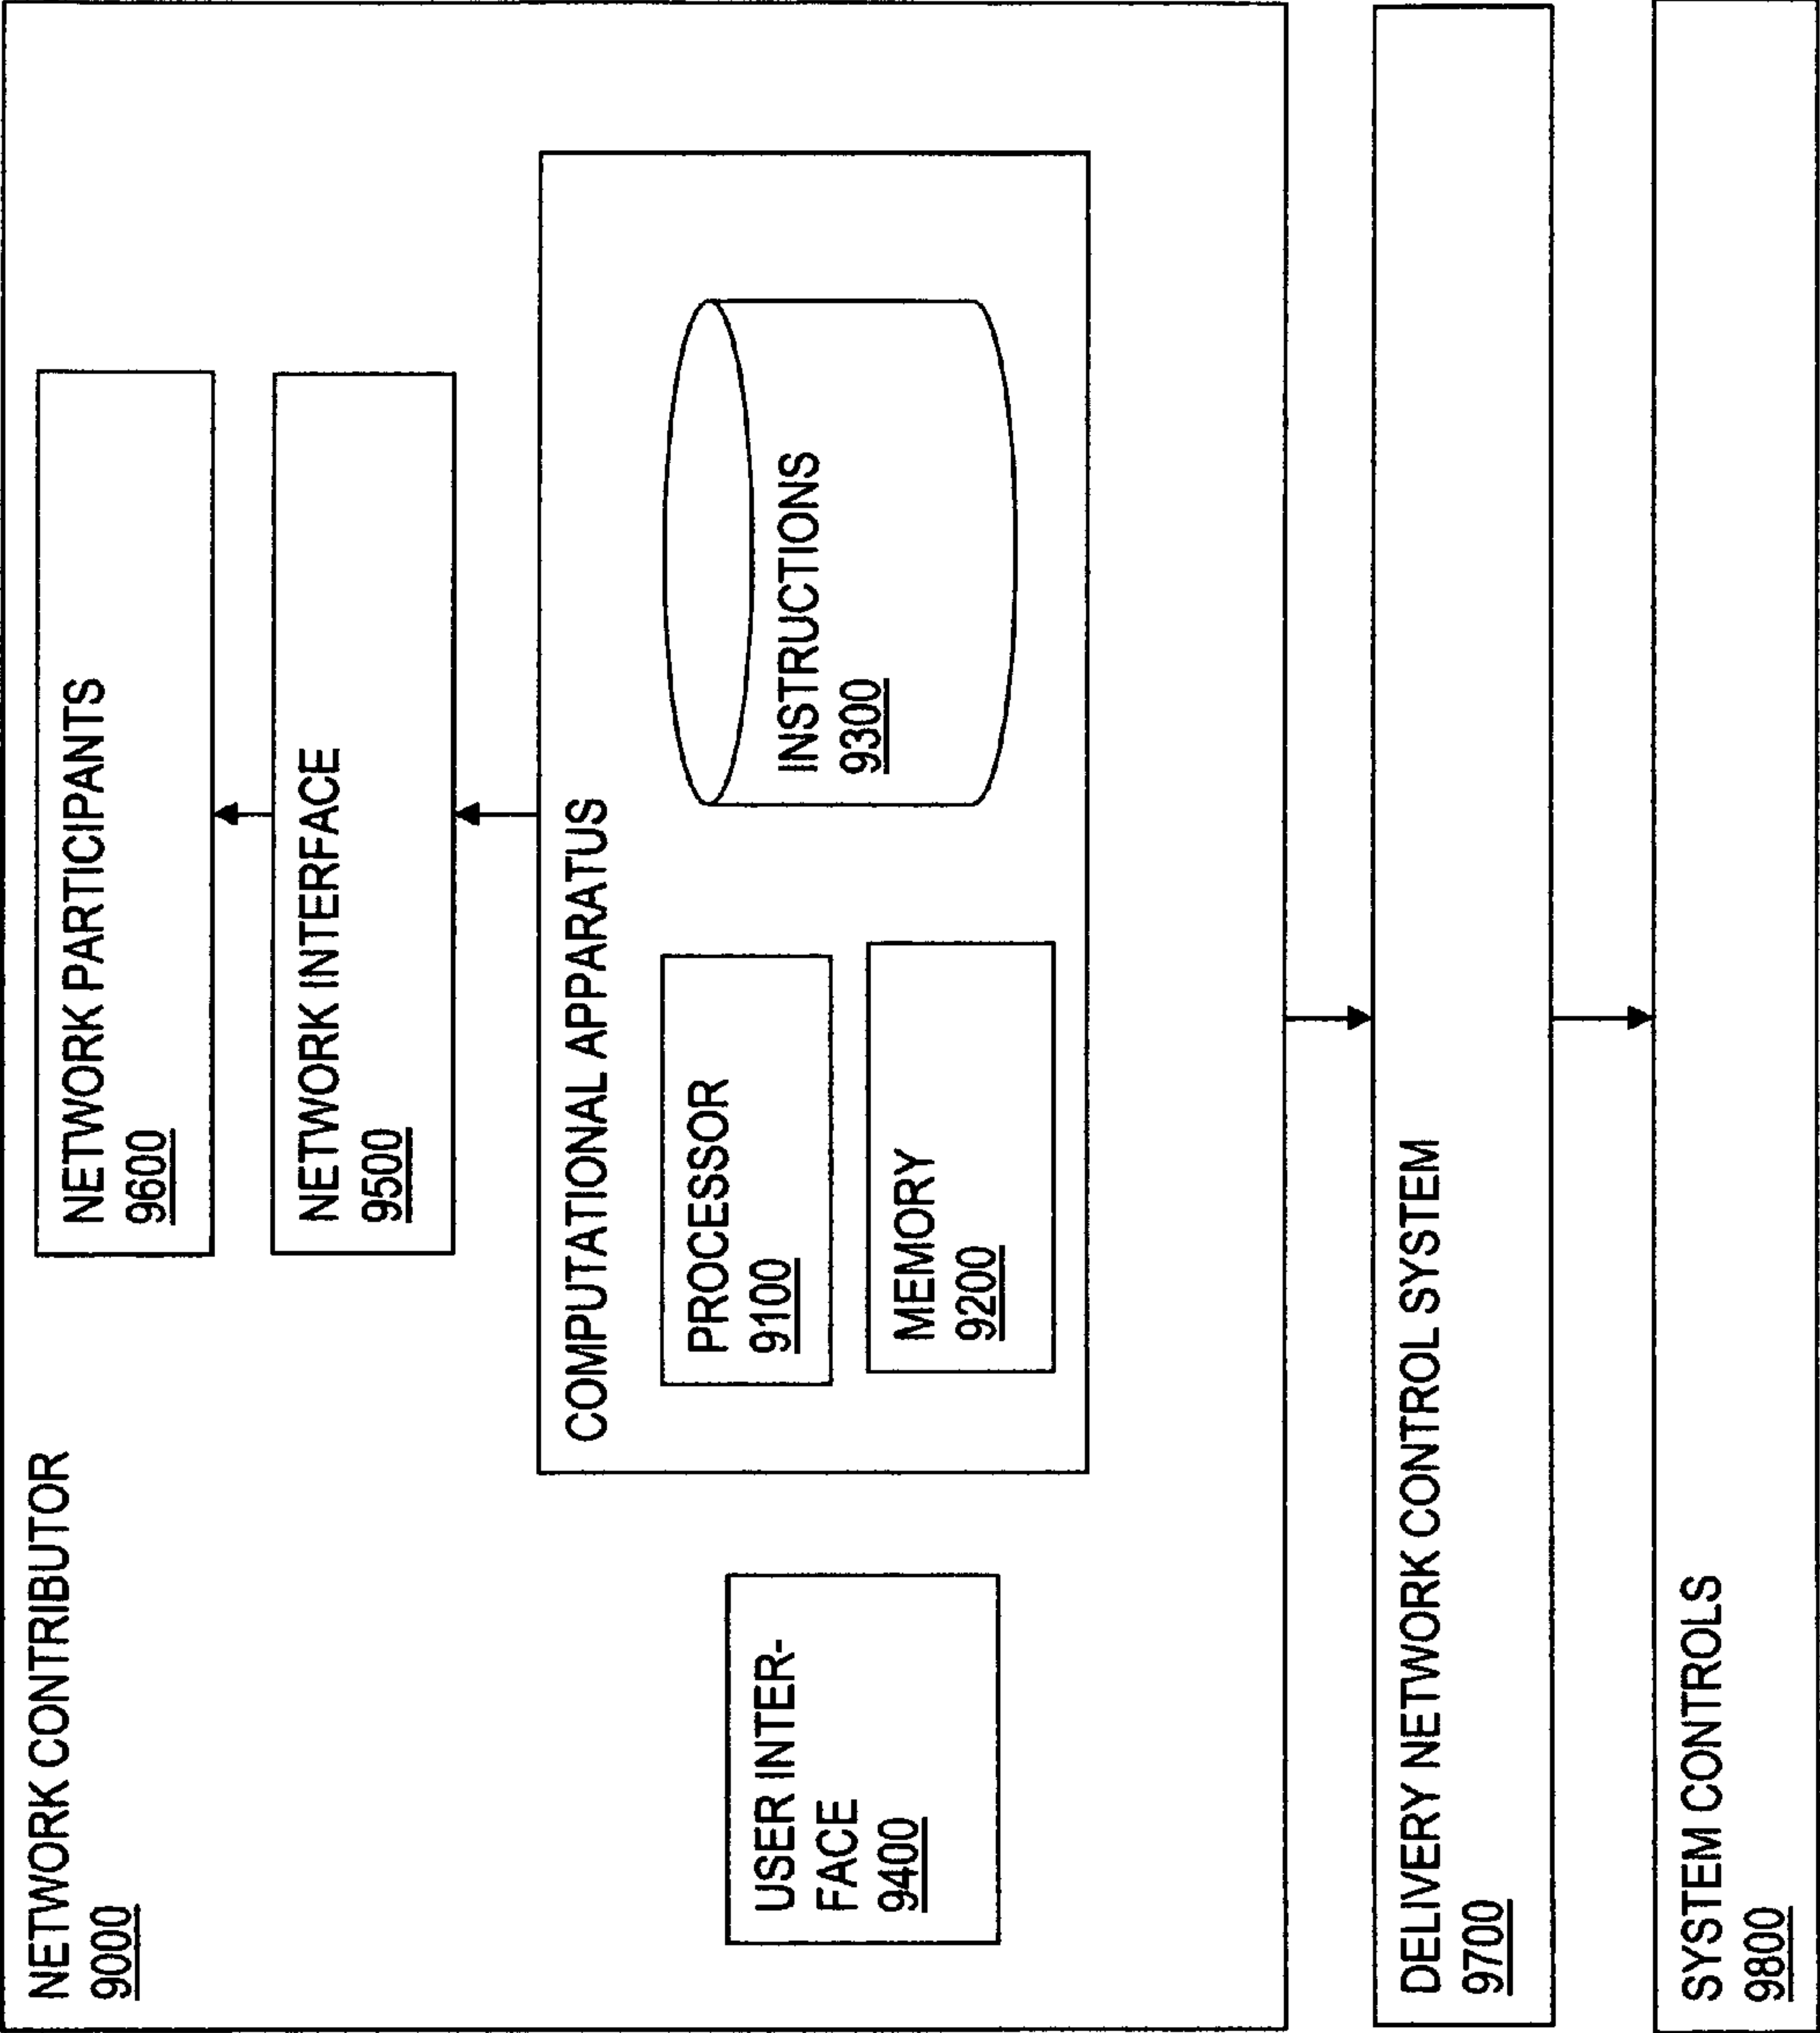 NETWORK CONTRIBUTOR
9000
NETWORK PARTICIPANTS
9600
NETWORK INTERFACE
9500
COMPUTATIONAL APPARATUS
PROCESSOR
9100
MEMORY
9200
INSTRUCTIONS
9300
USER INTER-
FACE
9400
DELIVERY NETWORK CONTROL SYSTEM
9700
SYSTEM CONTROLS
9800